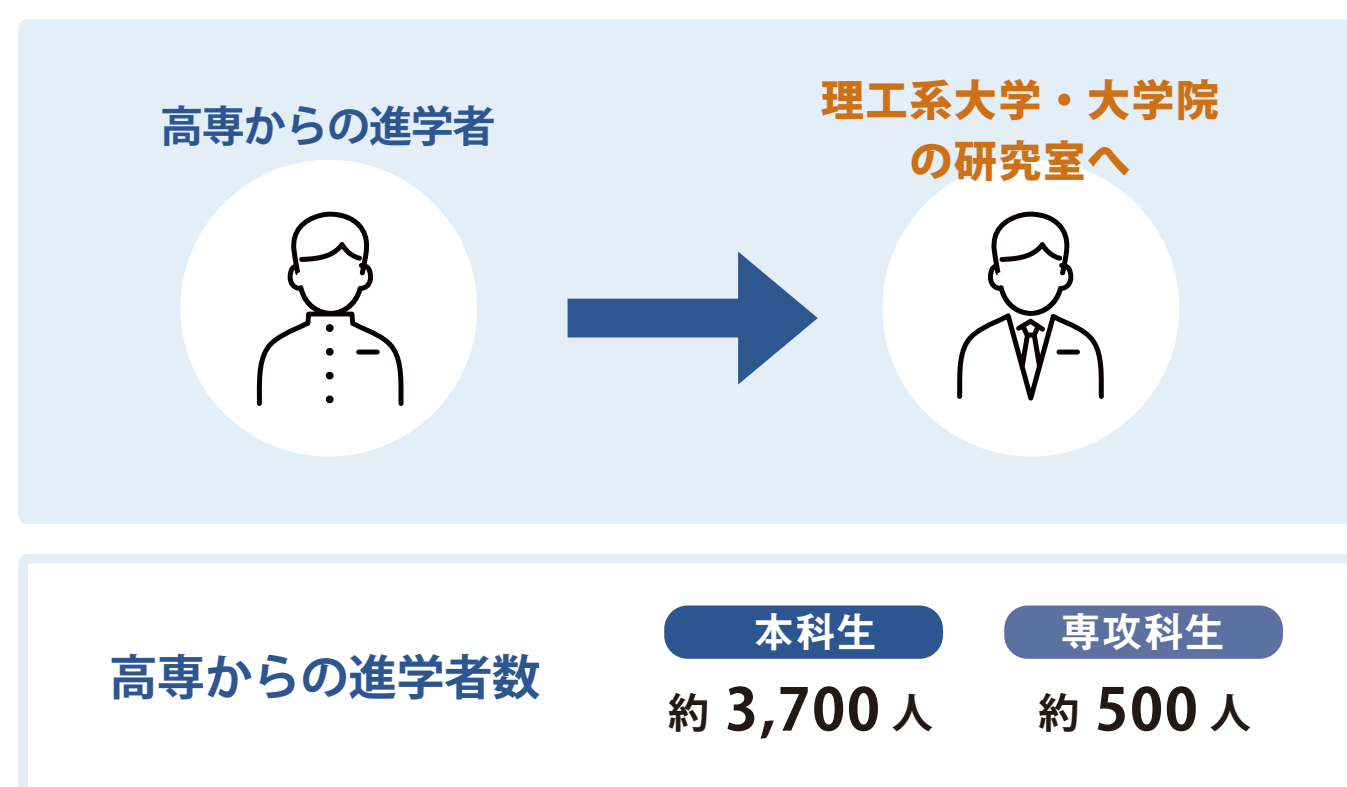 高専からの進学者
理工系大学・大学院
の研究室へ
高専からの進学者数
本科生
約 3,700 人
専攻科生
約 500 人